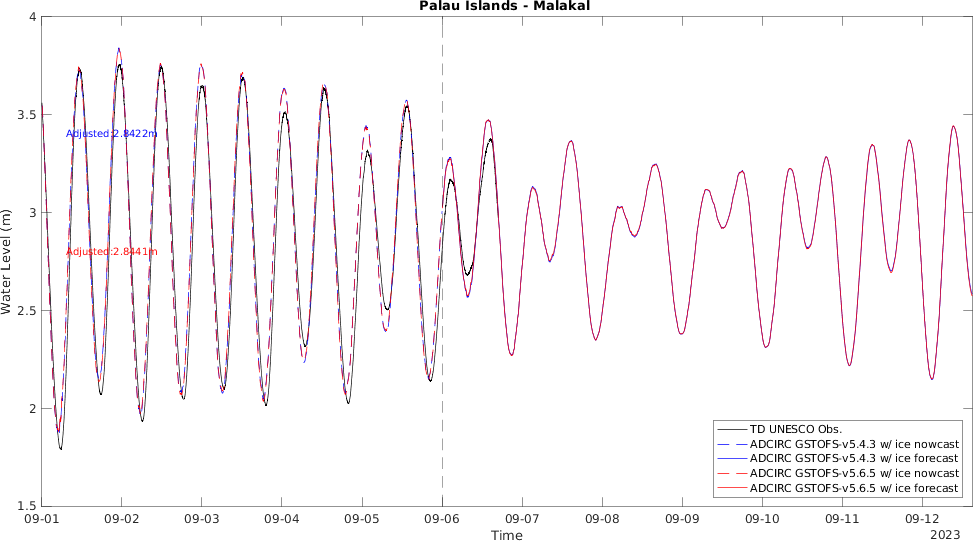 Palau Islands - Malakal
4
3.5
3
2.5
2
1.5
Water Level (m)
Adjusted:2.8422m
Adjusted:2.8441m
TD UNESCO Obs.
ADCIRC GSTOFS-v5.4.3 w/ ice nowcast
ADCIRC GSTOFS-v5.4.3 w/ ice forecast
ADCIRC GSTOFS-v5.6.5 w/ ice nowcast
ADCIRC GSTOFS-v5.6.5 w/ ice forecast
09-01 09-02 09-03 09-04 09-05 09-06 09-07 09-08 09-09 09-10 09-11 09-12
Time
2023